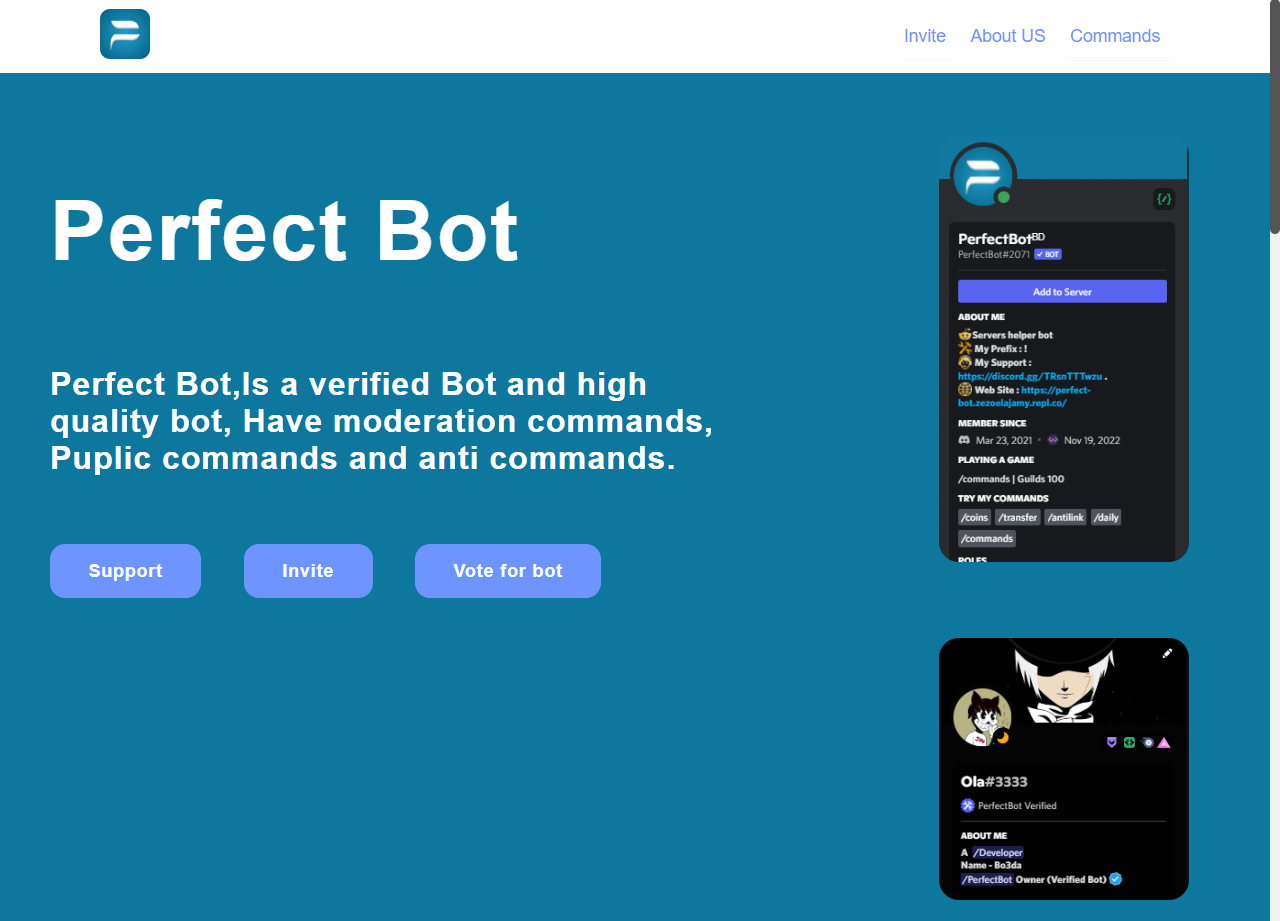 Invite About US Commands
Perfect Bot
Perfect Bot,Is a verified Bot and high
quality bot, Have moderation commands,
Puplic commands and anti commands.
Support Invite Vote for bot
PerfectBot BD
PerfectBot#2071 ✓ BOT
Add to Server
ABOUT ME
Servers helper bot
My Prefix : !
My Support :
https://discord.gg/TRsnTTTwzu .
Web Site : https://perfect-
bot.zezoelajamy.repl.co/
MEMBER SINCE
Mar 23, 2021 • Nov 19, 2022
PLAYING A GAME
/commands | Guilds 100
TRY MY COMMANDS
/coins /transfer /antilink /daily
/commands
ROLES
Ola#3333
PerfectBot Verified
ABOUT ME
A /Developer
Name - Bo3da
/PerfectBot Owner (Verified Bot)